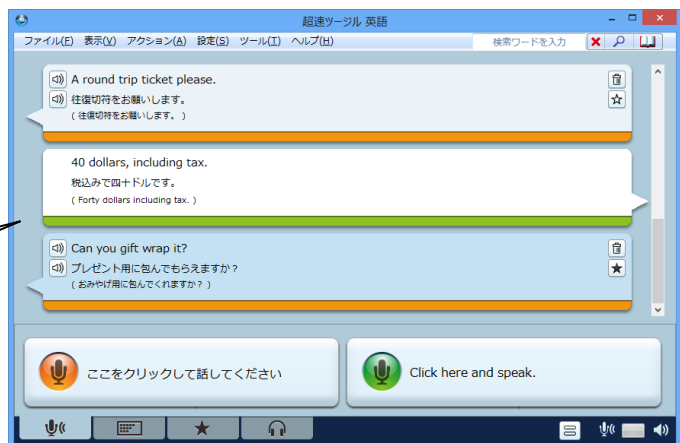 超速ツージル 英語
ファイル(F) 表示(V) アクション(A) 設定(S) ツール(T) ヘルプ(H) 検索ワードを入力
A round trip ticket please.
往復切符をお願いします。
( 往復切符をお願いします。 )
40 dollars, including tax.
税込みで四十ドルです。
( Forty dollars including tax. )
Can you gift wrap it?
プレゼント用に包んでもらえますか？
( おみやげ用に包んでくれますか？ )
ここをクリックして話してください
Click here and speak.